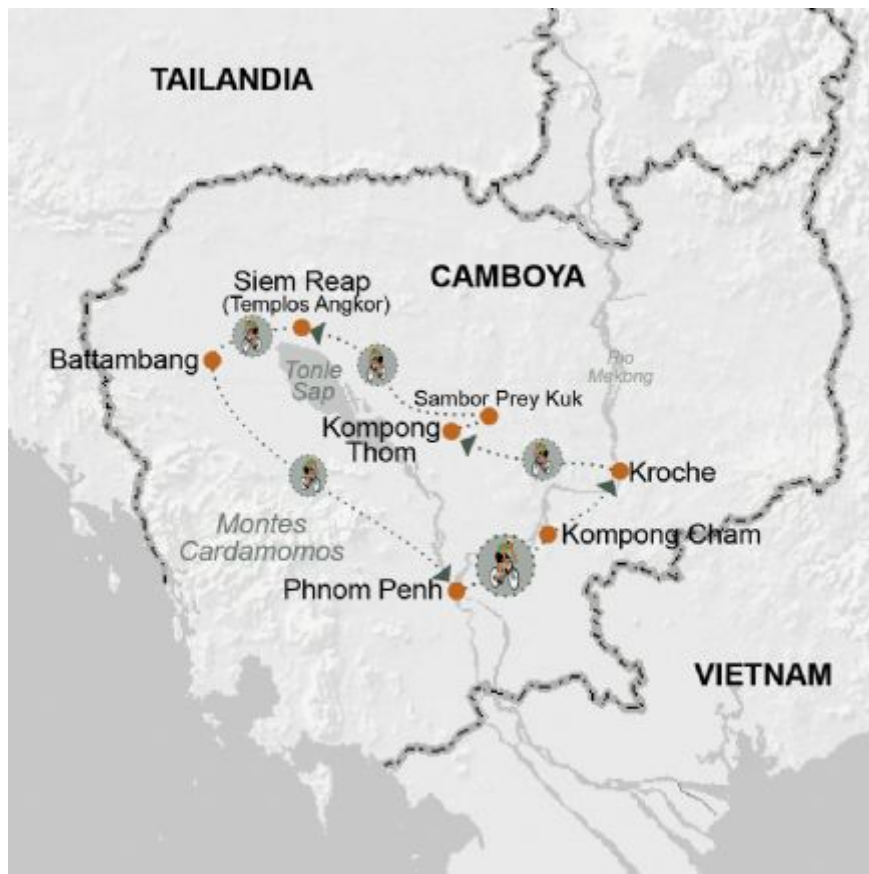 TAILANDIA
CAMBOYA
Siem Reap
(Templos Angkor)
Battambang
Tonle
Sap
Rio
Mekong
Sambor Prey Kuk
Kompong
Thom
Kroche
Montes
Cardamomos
Kompong Cham
Phnom Penh
VIETNAM